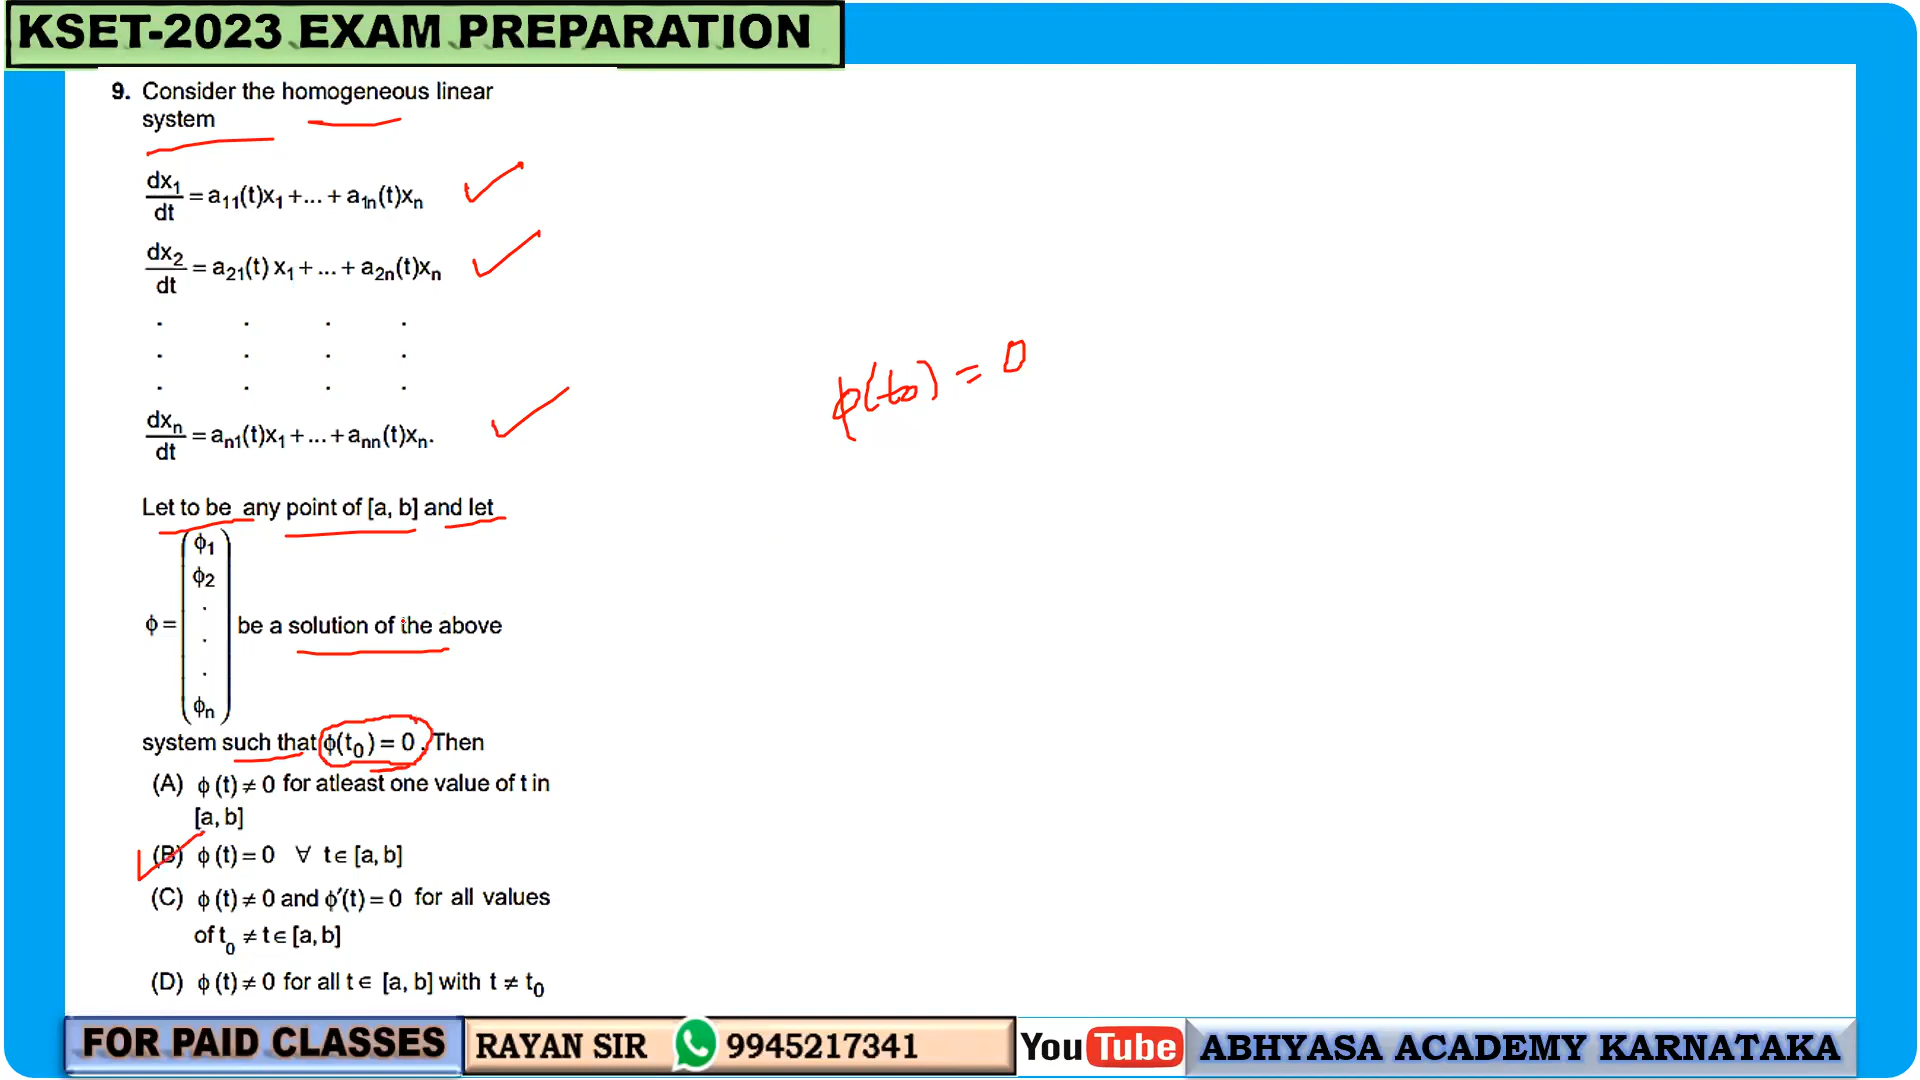 KSET-2023 EXAM PREPARATION
9. Consider the homogeneous linear
system
dx₁/dt = a₁₁(t)x₁ +...+ a₁ₙ(t)xₙ
dx₂/dt = a₂₁(t) x₁ + ...+ a₂ₙ(t)xₙ
. . . .
. . . .
. . . .
dxₙ/dt = aₙ₁(t)x₁ + ...+ aₙₙ(t)xₙ.
ϕ(t₀) = 0
Let to be any point of [a, b] and let
ϕ = (ϕ₁ ϕ₂ . . . ϕₙ) be a solution of the above
system such that ϕ(t₀) = 0. Then
(A) ϕ (t) ≠ 0 for atleast one value of t in
[a, b]
(B) ϕ (t) = 0 ∀ t ∈ [a, b]
(C) ϕ (t) ≠ 0 and ϕ′(t) = 0 for all values
of t₀ ≠ t ∈ [a, b]
(D) ϕ (t) ≠ 0 for all t ∈ [a, b] with t ≠ t₀
FOR PAID CLASSES RAYAN SIR 9945217341 YouTube ABHYASA ACADEMY KARNATAKA